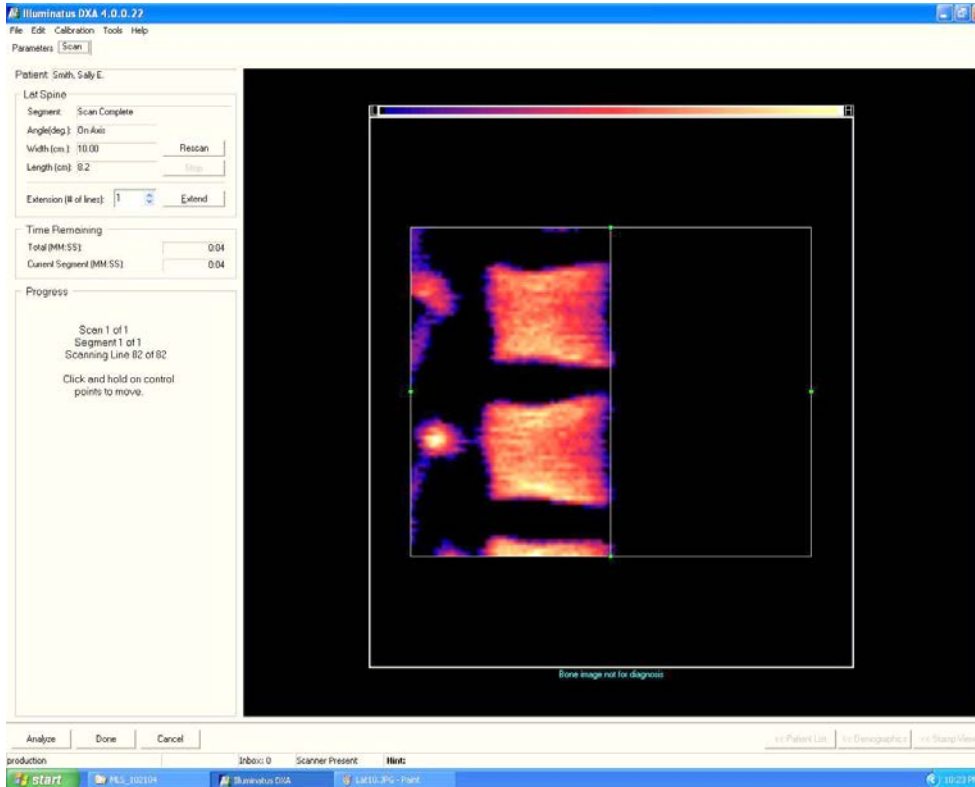 Illuminatus DXA 4.0.0.22
File Edit Calibration Tools Help
Parameters Scan
Patient Smith, Sally E.
Lat Spine
Segment: Scan Complete
Angle(deg.): On Axis
Width (cm.): 10.00 Rescan
Length (cm): 8.2 Stop
Extension (# of lines): 1 Extend
Time Remaining
Total (MM:SS): 0:04
Current Segment (MM:SS): 0:04
Progress
Scan 1 of 1
Segment 1 of 1
Scanning Line 82 of 82
Click and hold on control
points to move.
L H
Bone image not for diagnosis
Analyze Done Cancel << Patient List << Demographics << Stamp View
production Inbox: 0 Scanner Present Hint:
start MLS_102104 Illuminatus DXA Lat10.JPG - Paint 10:23 PM